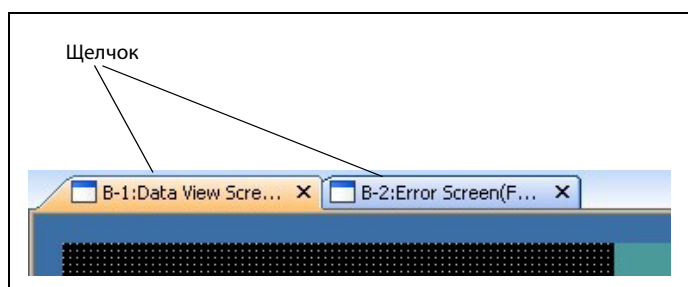 Щелчок
B-1:Data View Scre...
B-2:Error Screen(F...